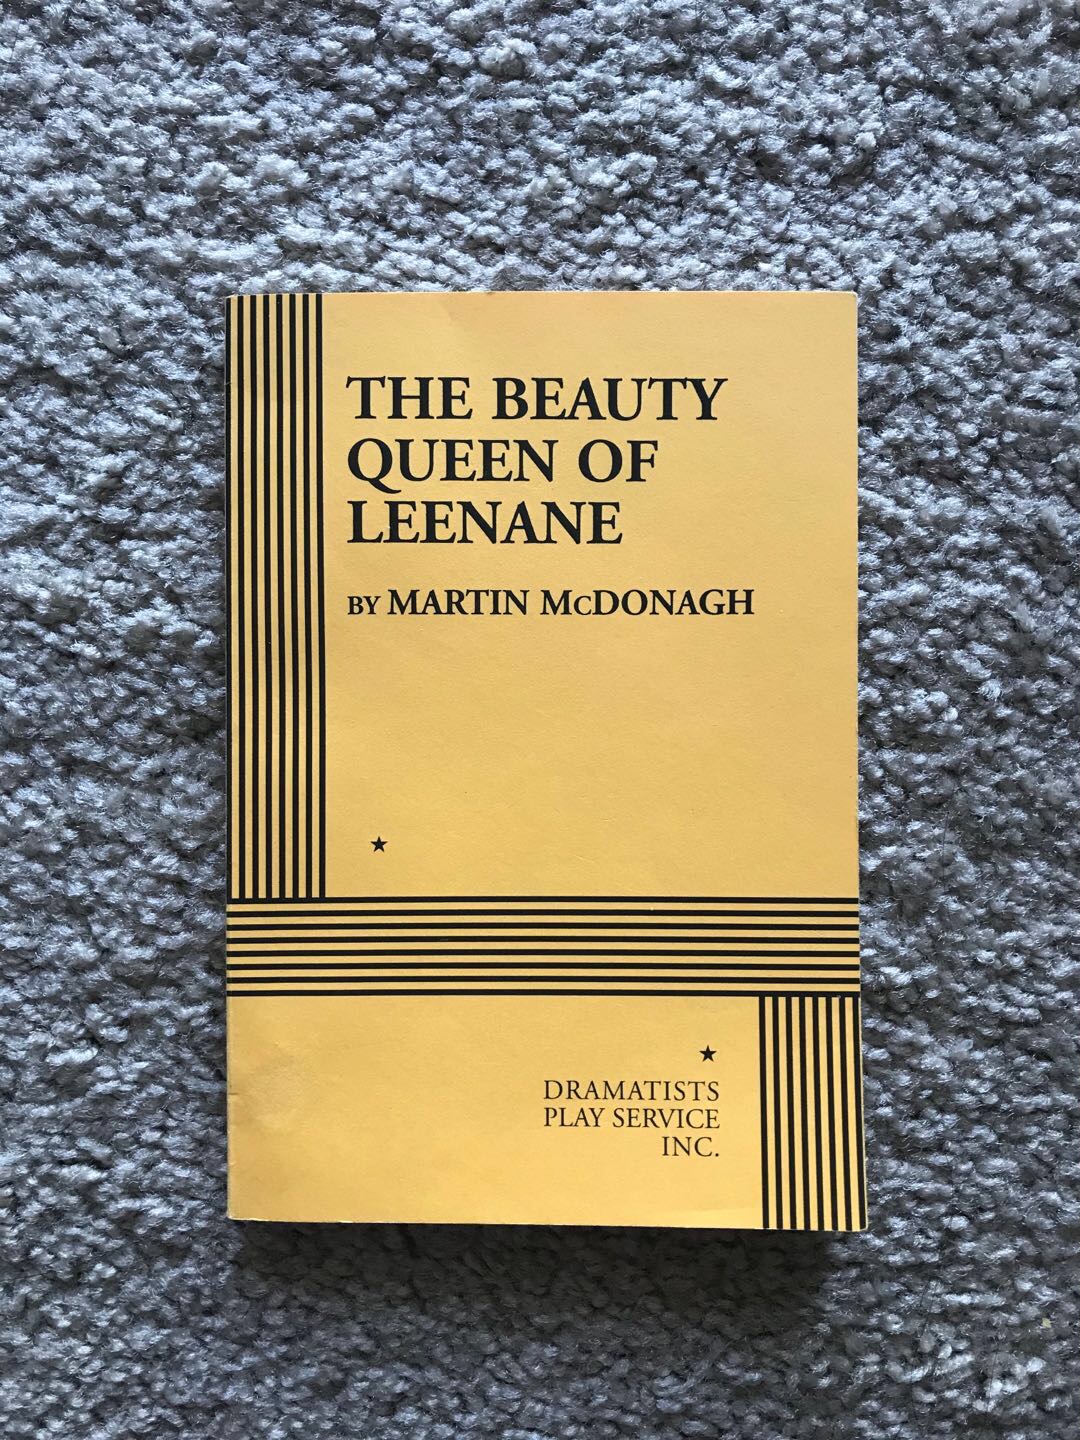 THE BEAUTY
QUEEN OF
LEENANE
BY MARTIN McDONAGH
DRAMATISTS
PLAY SERVICE
INC.